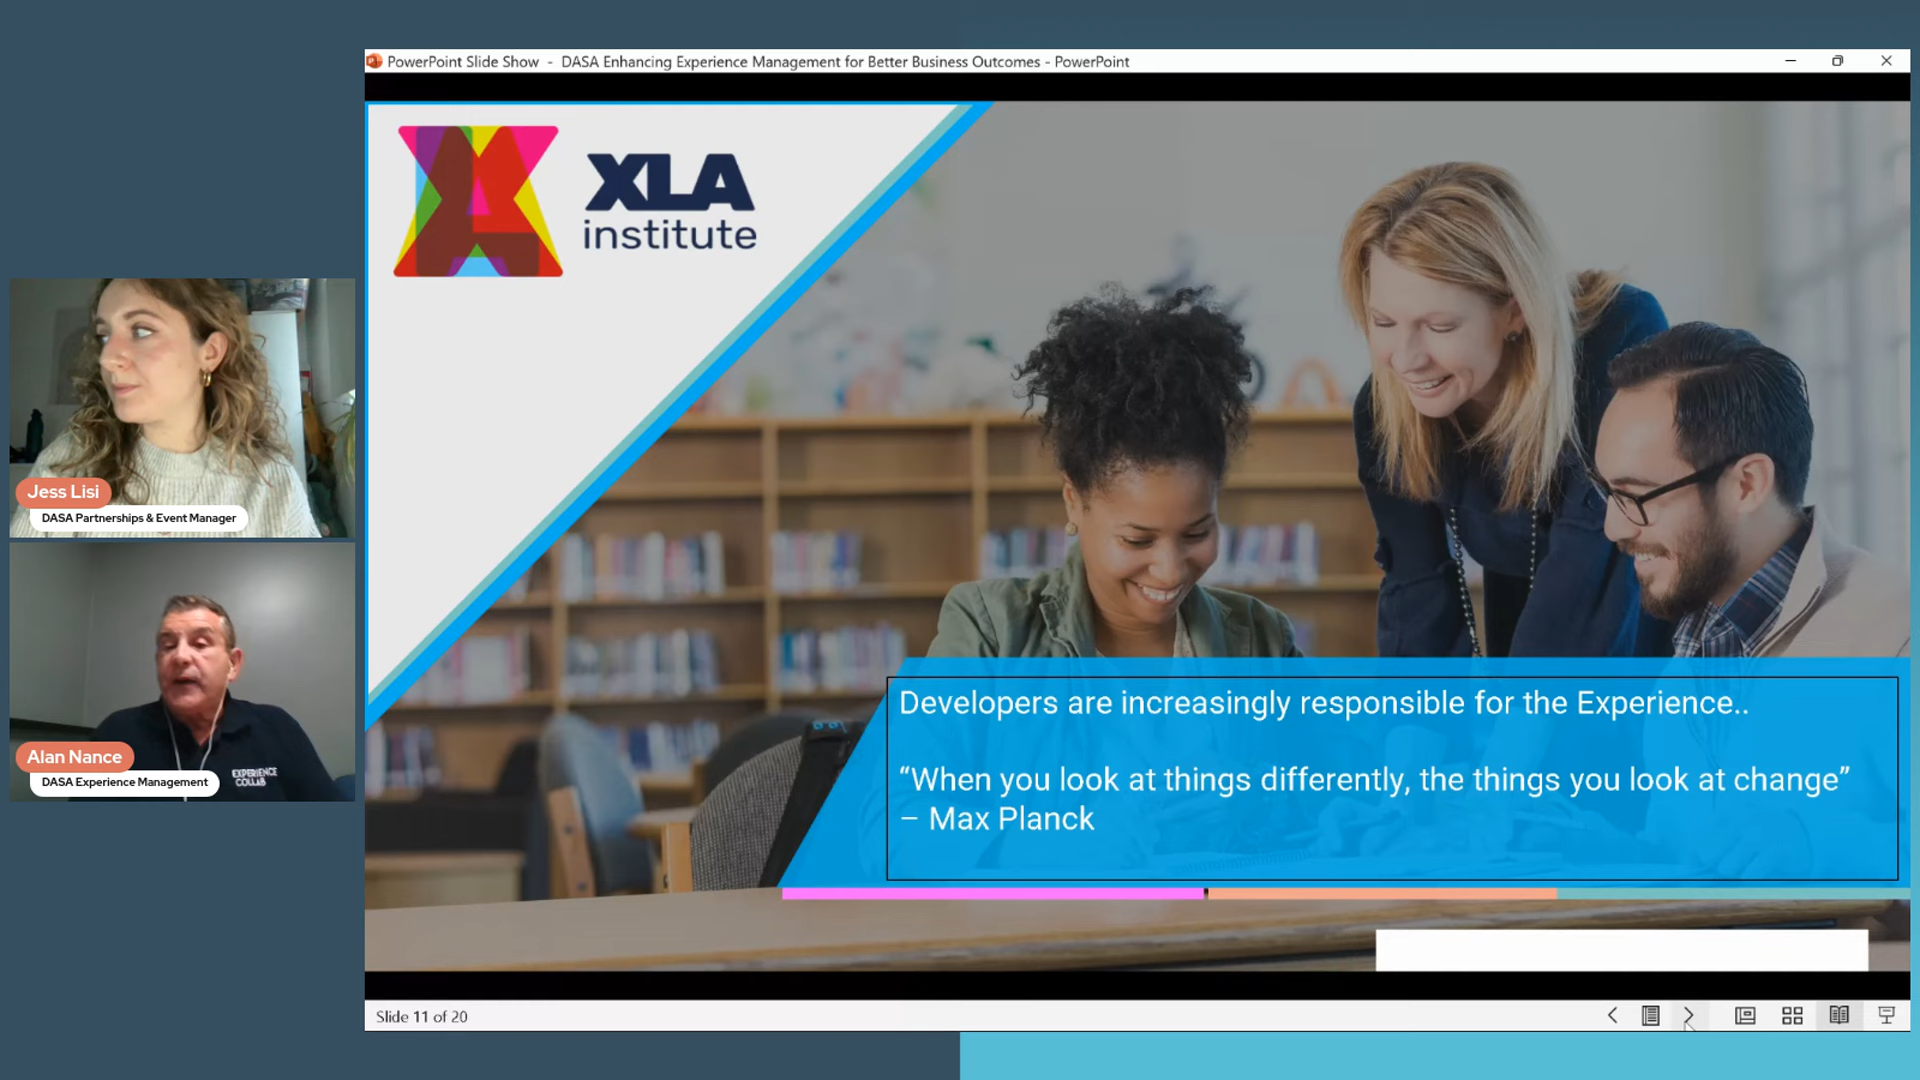 PowerPoint Slide Show - DASA Enhancing Experience Management for Better Business Outcomes - PowerPoint
XLA
institute
Jess Lisi
DASA Partnerships & Event Manager
Alan Nance
DASA Experience Management
EXPERIENCE
COLLAB
Developers are increasingly responsible for the Experience..
“When you look at things differently, the things you look at change”
– Max Planck
Slide 11 of 20